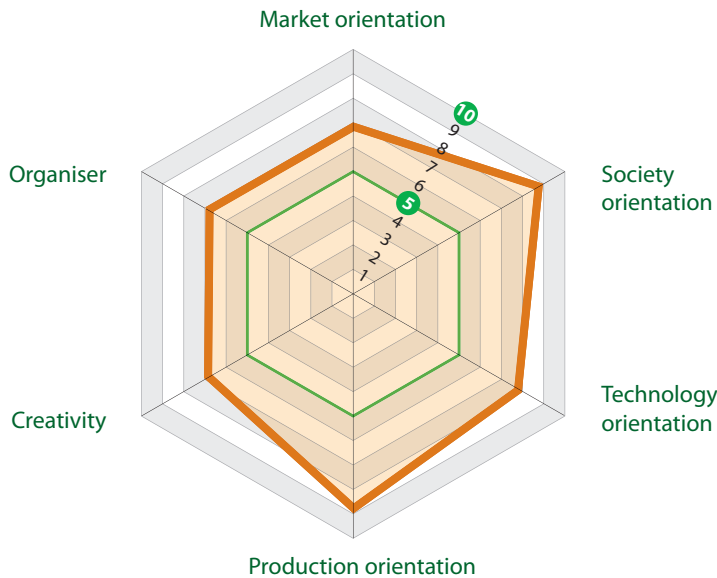 Market orientation
10
9
8
7
6
5
4
3
2
1
Organiser
Society
orientation
Creativity
Technology
orientation
Production orientation